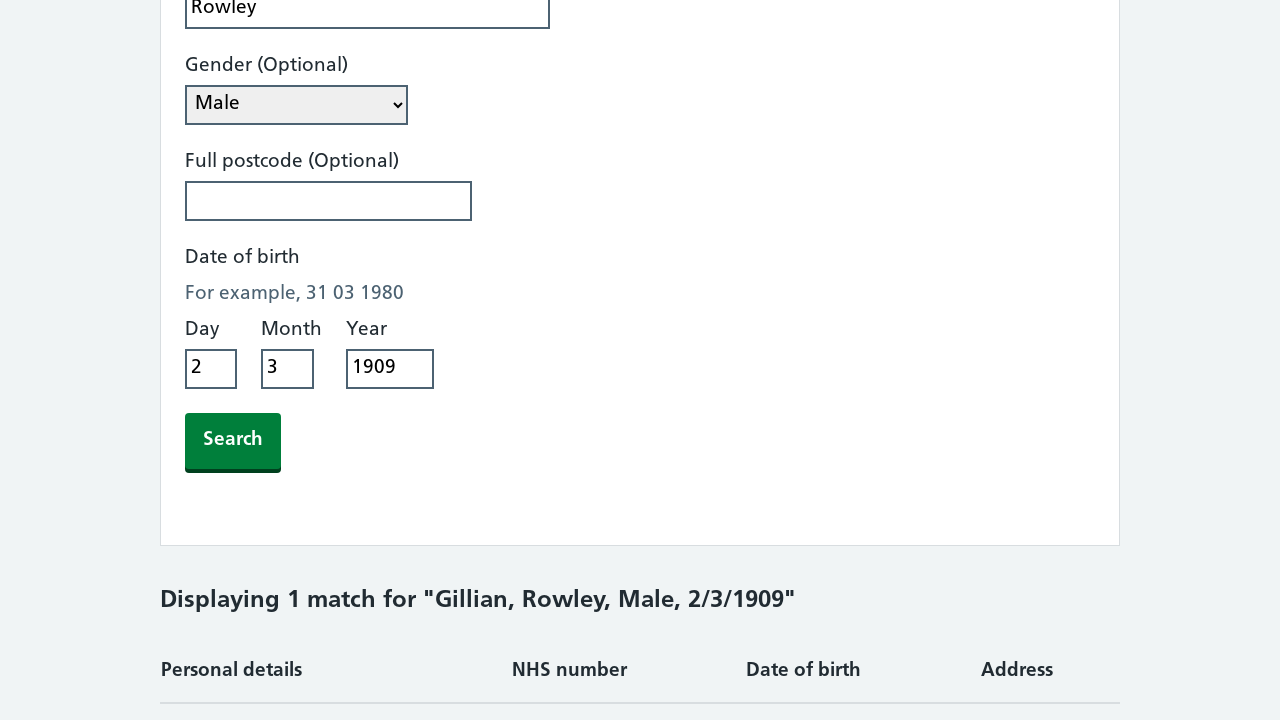 Rowley
Gender (Optional)
Male
Full postcode (Optional)
Date of birth
For example, 31 03 1980
Day Month Year
2 3 1909
Search
Displaying 1 match for "Gillian, Rowley, Male, 2/3/1909"
Personal details NHS number Date of birth Address